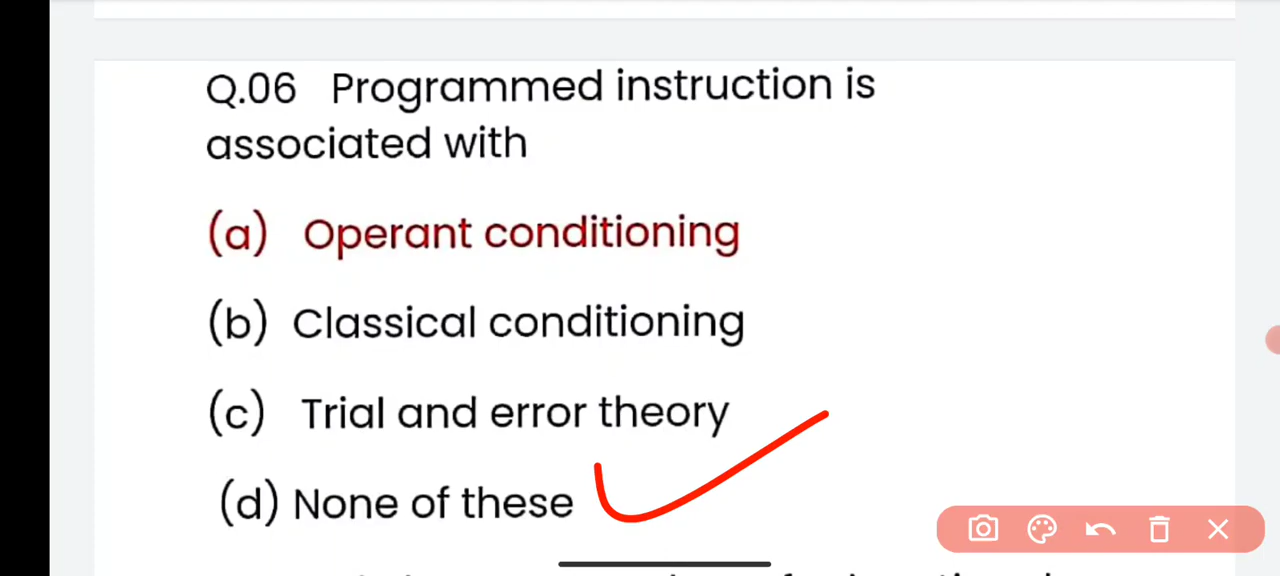 Q.06 Programmed instruction is
associated with
(a) Operant conditioning
(b) Classical conditioning
(c) Trial and error theory
(d) None of these